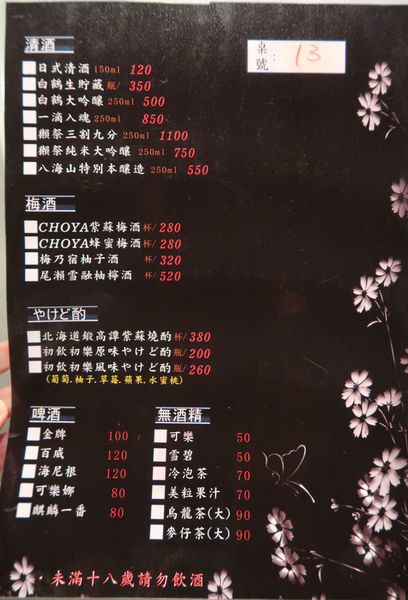 清酒
桌號: 13
日式清酒 150ml 120
白鶴生貯藏 瓶/ 350
白鶴大吟釀 250ml 500
一滴八魂 250ml 850
獺祭三割九分 250ml 1100
獺祭純米大吟釀 250ml 750
八海山特別本釀造 250ml 550
梅酒
CHOYA紫蘇梅酒 杯/ 280
CHOYA蜂蜜梅酒 杯/ 280
梅乃宿柚子酒 杯/ 320
尾瀨雪融柚檸酒 杯/ 520
やけど酌
北海道鍛高譚紫蘇燒酌 杯/ 380
初飲初樂原味やけど酌 瓶/ 200
初飲初樂風味やけど酌 瓶/ 260
(葡萄.柚子.草莓.蘋果.水蜜桃)
啤酒
金牌 100
百威 120
海尼根 120
可樂娜 80
麒麟一番 80
無酒精
可樂 50
雪碧 50
冷泡茶 70
美粒果汁 70
烏龍茶(大) 90
麥仔茶(大) 90
·未滿十八歲請勿飲酒